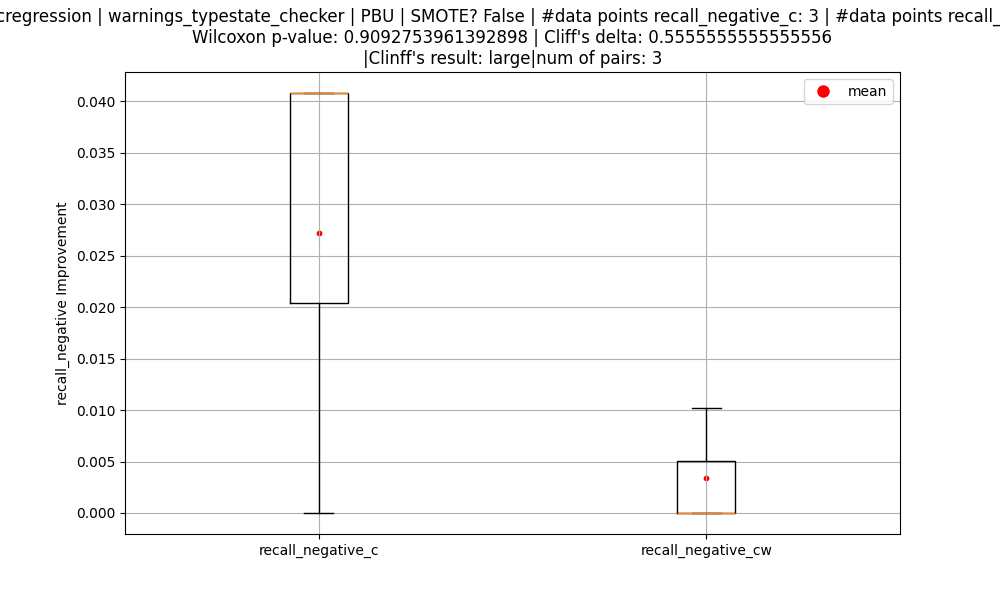 cregression | warnings_typestate_checker | PBU | SMOTE? False | #data points recall_negative_c: 3 | #data points recall_
Wilcoxon p-value: 0.9092753961392898 | Cliff's delta: 0.5555555555555556
|Clinff's result: large|num of pairs: 3
mean
0.040
0.035
0.030
0.025
0.020
0.015
0.010
0.005
0.000
recall_negative Improvement
recall_negative_c
recall_negative_cw